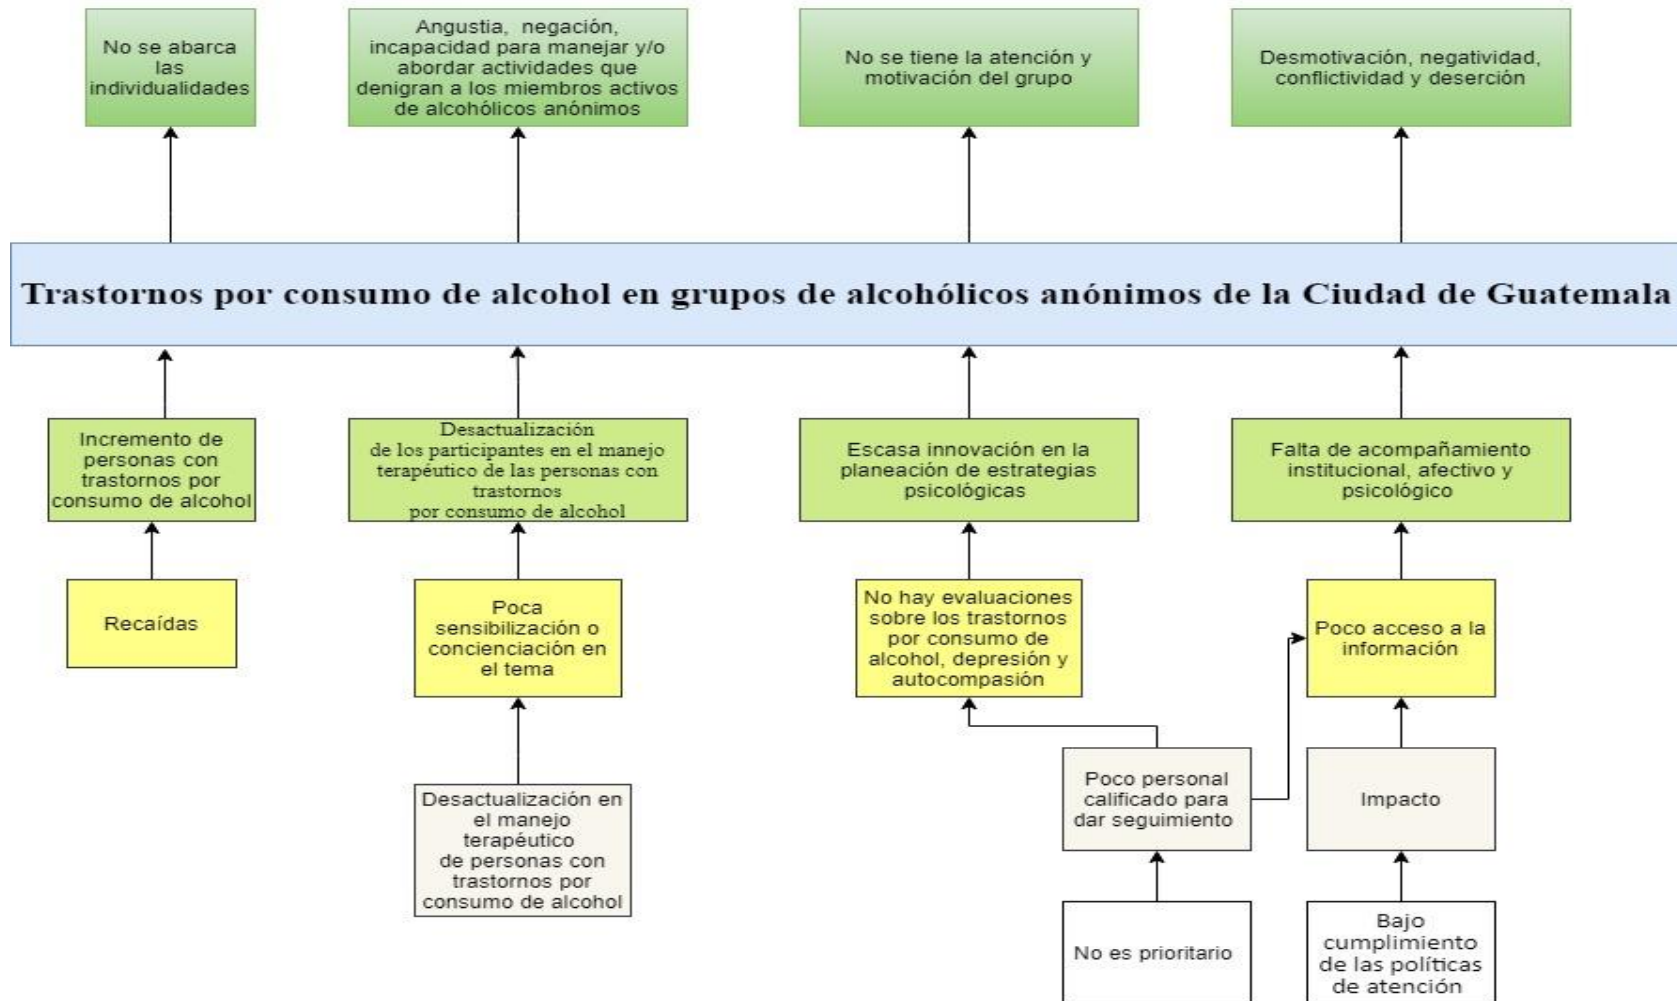 No se abarca
las
individualidades
Angustia, negación,
incapacidad para manejar y/o
abordar actividades que
denigran a los miembros activos
de alcohólicos anónimos
No se tiene la atención y
motivación del grupo
Desmotivación, negatividad,
conflictividad y deserción
Trastornos por consumo de alcohol en grupos de alcohólicos anónimos de la Ciudad de Guatemala
Incremento de
personas con
trastornos por
consumo de alcohol
Desactualización
de los participantes en el manejo
terapéutico de las personas con
trastornos
por consumo de alcohol
Escasa innovación en la
planeación de estrategias
psicológicas
Falta de acompañamiento
institucional, afectivo y
psicológico
Recaídas
Poca
sensibilización o
concienciación en
el tema
No hay evaluaciones
sobre los trastornos
por consumo de
alcohol, depresión y
autocompasión
Poco acceso a la
información
Desactualización en
el manejo
terapéutico
de personas con
trastornos por
consumo de alcohol
Poco personal
calificado para
dar seguimiento
Impacto
No es prioritario
Bajo
cumplimiento
de las políticas
de atención